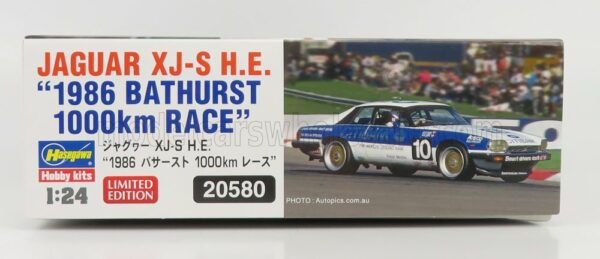 JAGUAR XJ-S H.E.
"1986 BATHURST
1000km RACE"
ジャグヮー XJ-S H.E.
"1986 バサースト 1000km レース"
Hasegawa
Hobby kits
1:24
LIMITED
EDITION
20580
10
PHOTO : Autopics.com.au